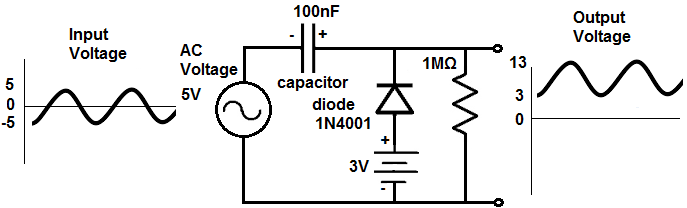 Input
Voltage
5
0
-5
AC
Voltage
5V
100nF
- +
capacitor
diode
1N4001
1MΩ
+
3V
-
Output
Voltage
13
3
0